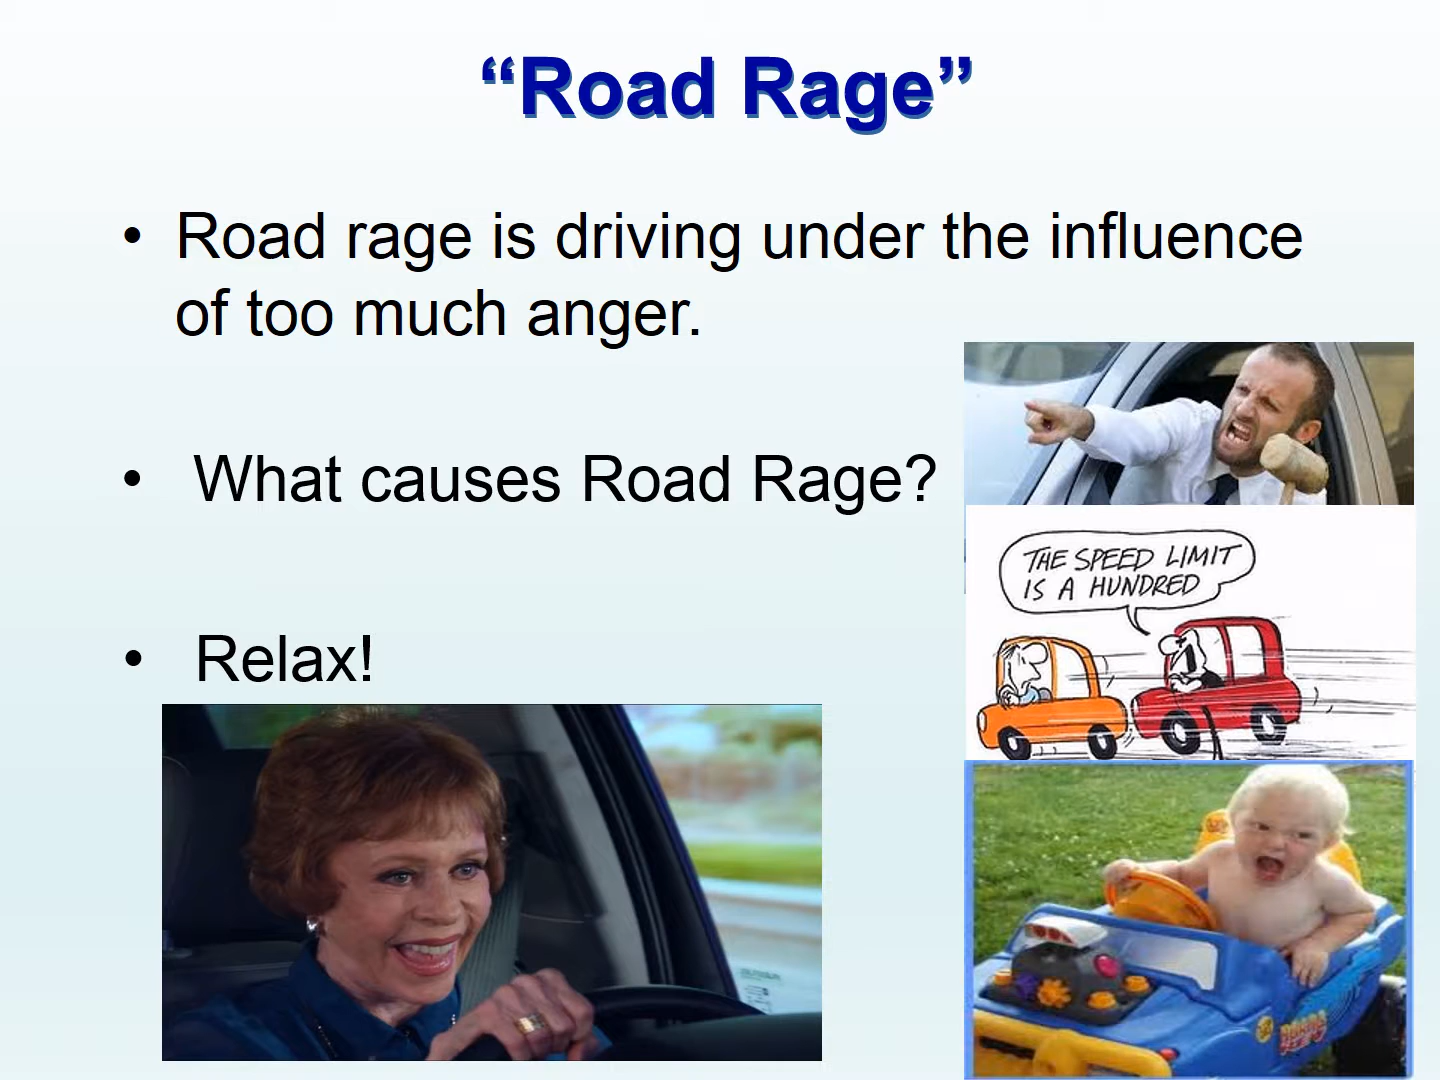 “Road Rage”
• Road rage is driving under the influence
of too much anger.
• What causes Road Rage?
THE SPEED LIMIT
IS A HUNDRED
• Relax!